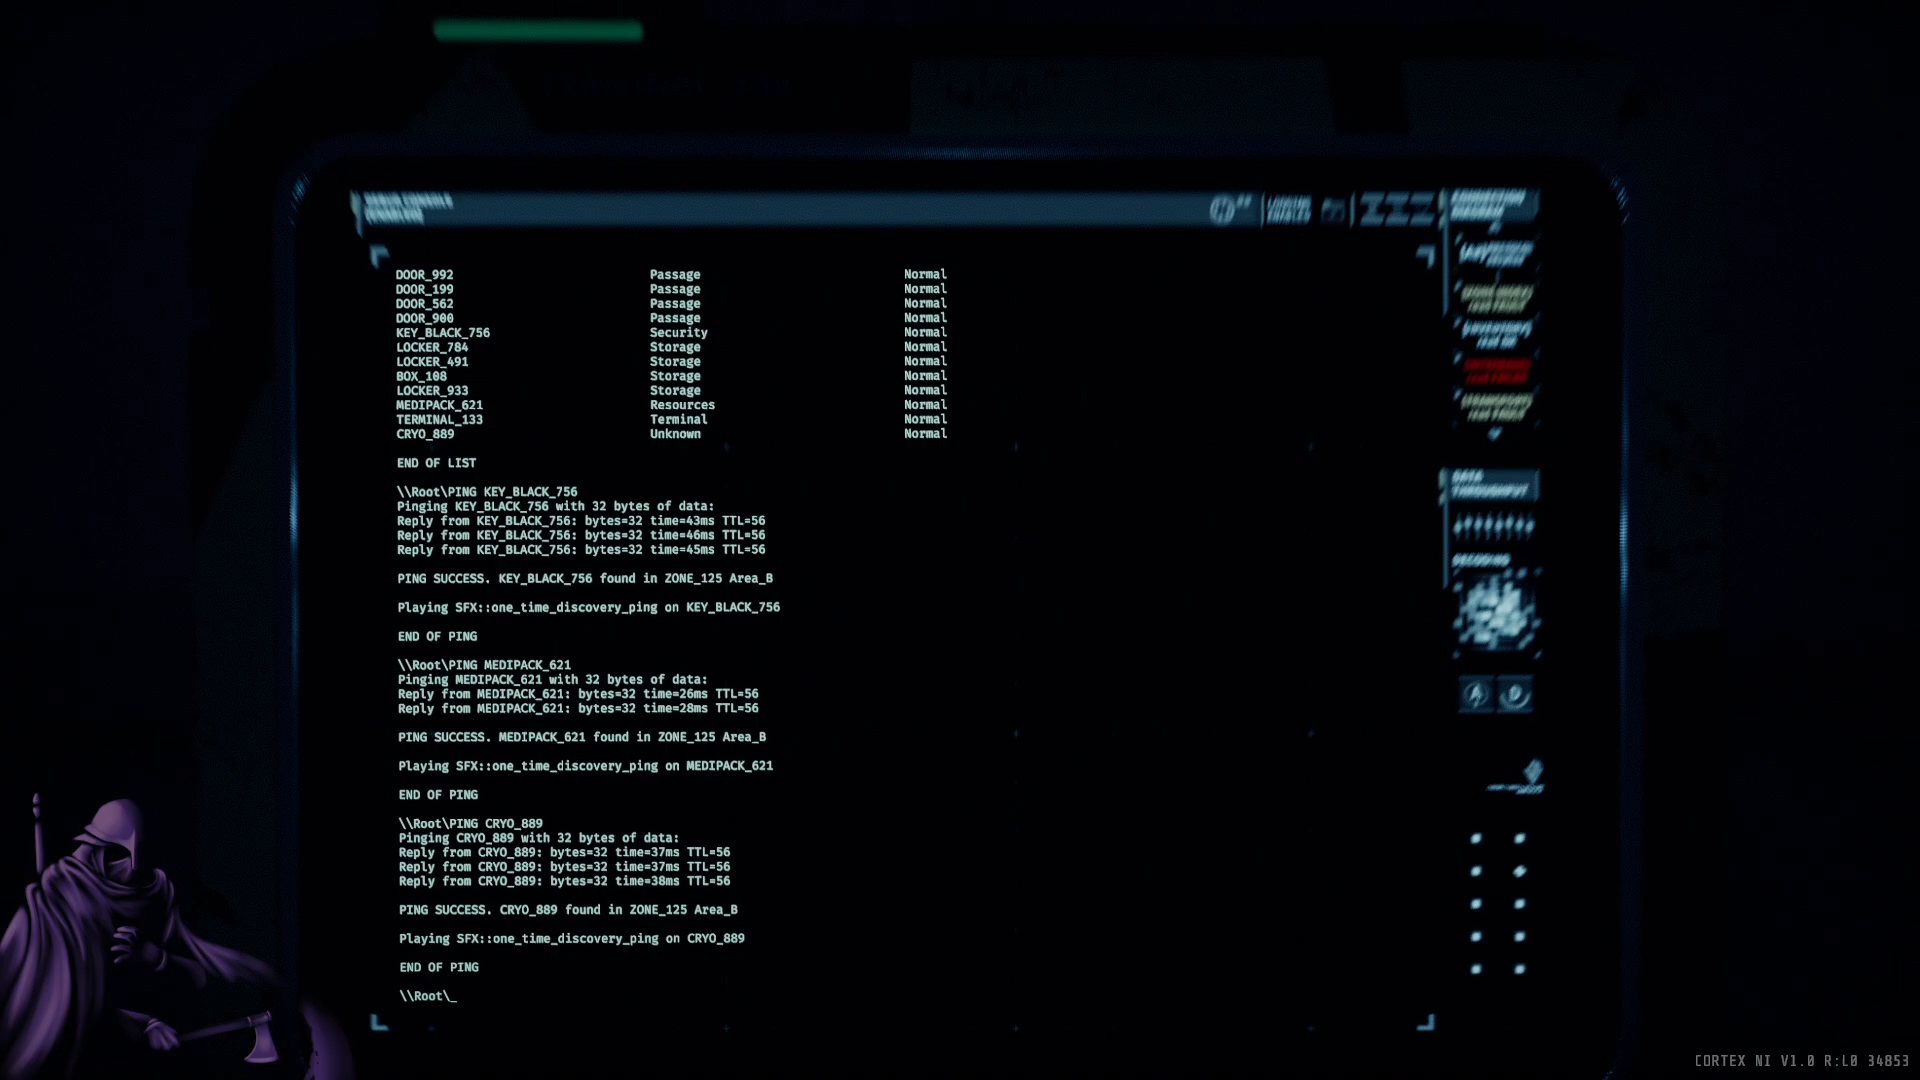 DOOR_992 Passage Normal
DOOR_199 Passage Normal
DOOR_562 Passage Normal
DOOR_900 Passage Normal
KEY_BLACK_756 Security Normal
LOCKER_784 Storage Normal
LOCKER_491 Storage Normal
BOX_108 Storage Normal
LOCKER_933 Storage Normal
MEDIPACK_621 Resources Normal
TERMINAL_133 Terminal Normal
CRYO_889 Unknown Normal
END OF LIST
\\Root\PING KEY_BLACK_756
Pinging KEY_BLACK_756 with 32 bytes of data:
Reply from KEY_BLACK_756: bytes=32 time=43ms TTL=56
Reply from KEY_BLACK_756: bytes=32 time=46ms TTL=56
Reply from KEY_BLACK_756: bytes=32 time=45ms TTL=56
PING SUCCESS. KEY_BLACK_756 found in ZONE_125 Area_B
Playing SFX::one_time_discovery_ping on KEY_BLACK_756
END OF PING
\\Root\PING MEDIPACK_621
Pinging MEDIPACK_621 with 32 bytes of data:
Reply from MEDIPACK_621: bytes=32 time=26ms TTL=56
Reply from MEDIPACK_621: bytes=32 time=28ms TTL=56
PING SUCCESS. MEDIPACK_621 found in ZONE_125 Area_B
Playing SFX::one_time_discovery_ping on MEDIPACK_621
END OF PING
\\Root\PING CRYO_889
Pinging CRYO_889 with 32 bytes of data:
Reply from CRYO_889: bytes=32 time=37ms TTL=56
Reply from CRYO_889: bytes=32 time=37ms TTL=56
Reply from CRYO_889: bytes=32 time=38ms TTL=56
PING SUCCESS. CRYO_889 found in ZONE_125 Area_B
Playing SFX::one_time_discovery_ping on CRYO_889
END OF PING
\\Root\_
DATA
THROUGHPUT
DECODING
CORTEX NI V1.0 R:L0 34853